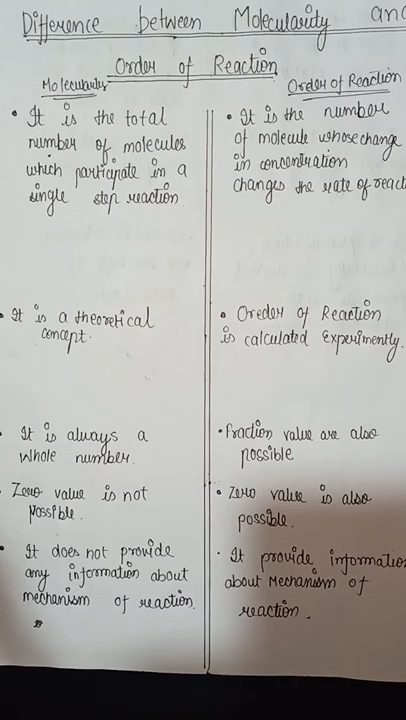 Difference between Molecularity and
Order of Reaction
Molecularity
• It is the total
number of molecules
which participate in a
single step reaction
• It is a theoretical
concept.
• It is always a
whole number.
• Zero value is not
possible.
• It does not provide
any information about
mechanism of reaction.
Order of Reaction
• It is the number
of molecule whose change
in concentration
changes the rate of react
• Oreder of Reaction
is calculated Experimently.
• Fraction value are also
possible
• Zero value is also
possible.
• It provide information
about Mechanism of
reaction.